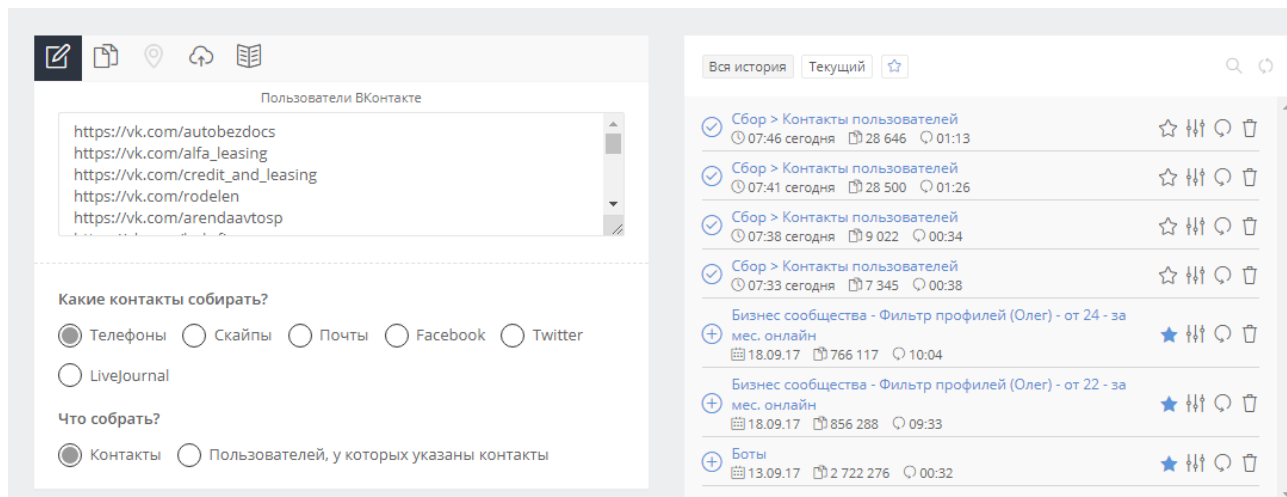 Пользователи ВКонтакте
https://vk.com/autobezdocs
https://vk.com/alfa_leasing
https://vk.com/credit_and_leasing
https://vk.com/rodelen
https://vk.com/arendaavtosp
Какие контакты собирать?
Телефоны Скайпы Почты Facebook Twitter
LiveJournal
Что собрать?
Контакты Пользователей, у которых указаны контакты
Вся история Текущий
Сбор > Контакты пользователей
07:46 сегодня 28 646 01:13
Сбор > Контакты пользователей
07:41 сегодня 28 500 01:26
Сбор > Контакты пользователей
07:38 сегодня 9 022 00:34
Сбор > Контакты пользователей
07:33 сегодня 7 345 00:38
Бизнес сообщества - Фильтр профилей (Олег) - от 24 - за
мес. онлайн
18.09.17 766 117 10:04
Бизнес сообщества - Фильтр профилей (Олег) - от 22 - за
мес. онлайн
18.09.17 856 288 09:33
Боты
13.09.17 2 722 276 00:32